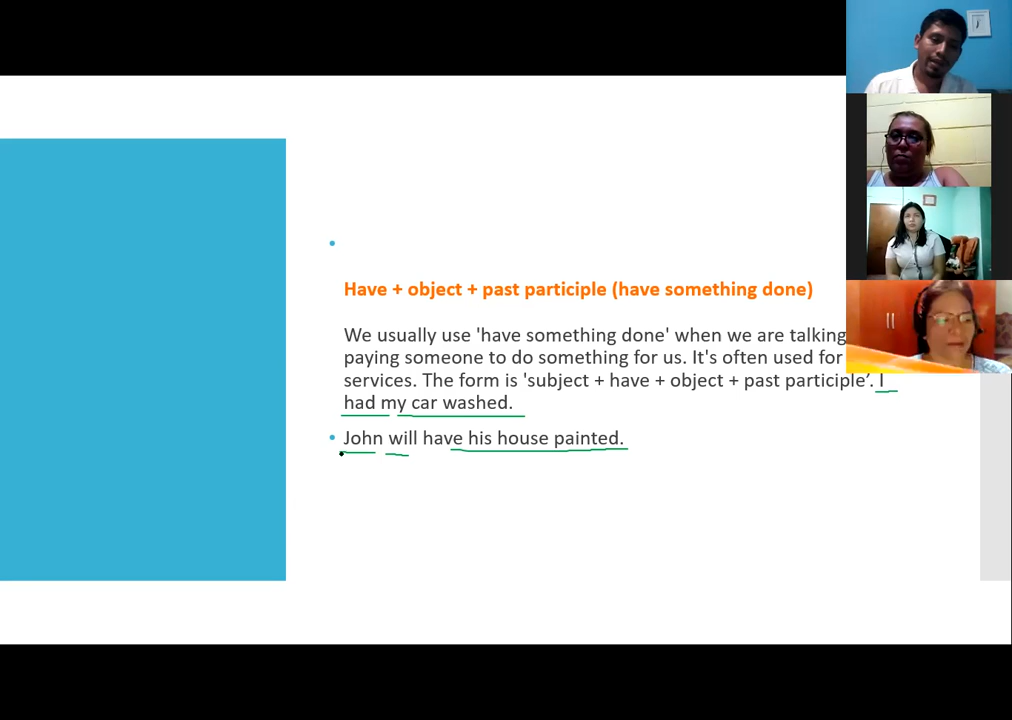 Have + object + past participle (have something done)
We usually use 'have something done' when we are talking
paying someone to do something for us. It's often used for
services. The form is 'subject + have + object + past participle'. I
had my car washed.
John will have his house painted.